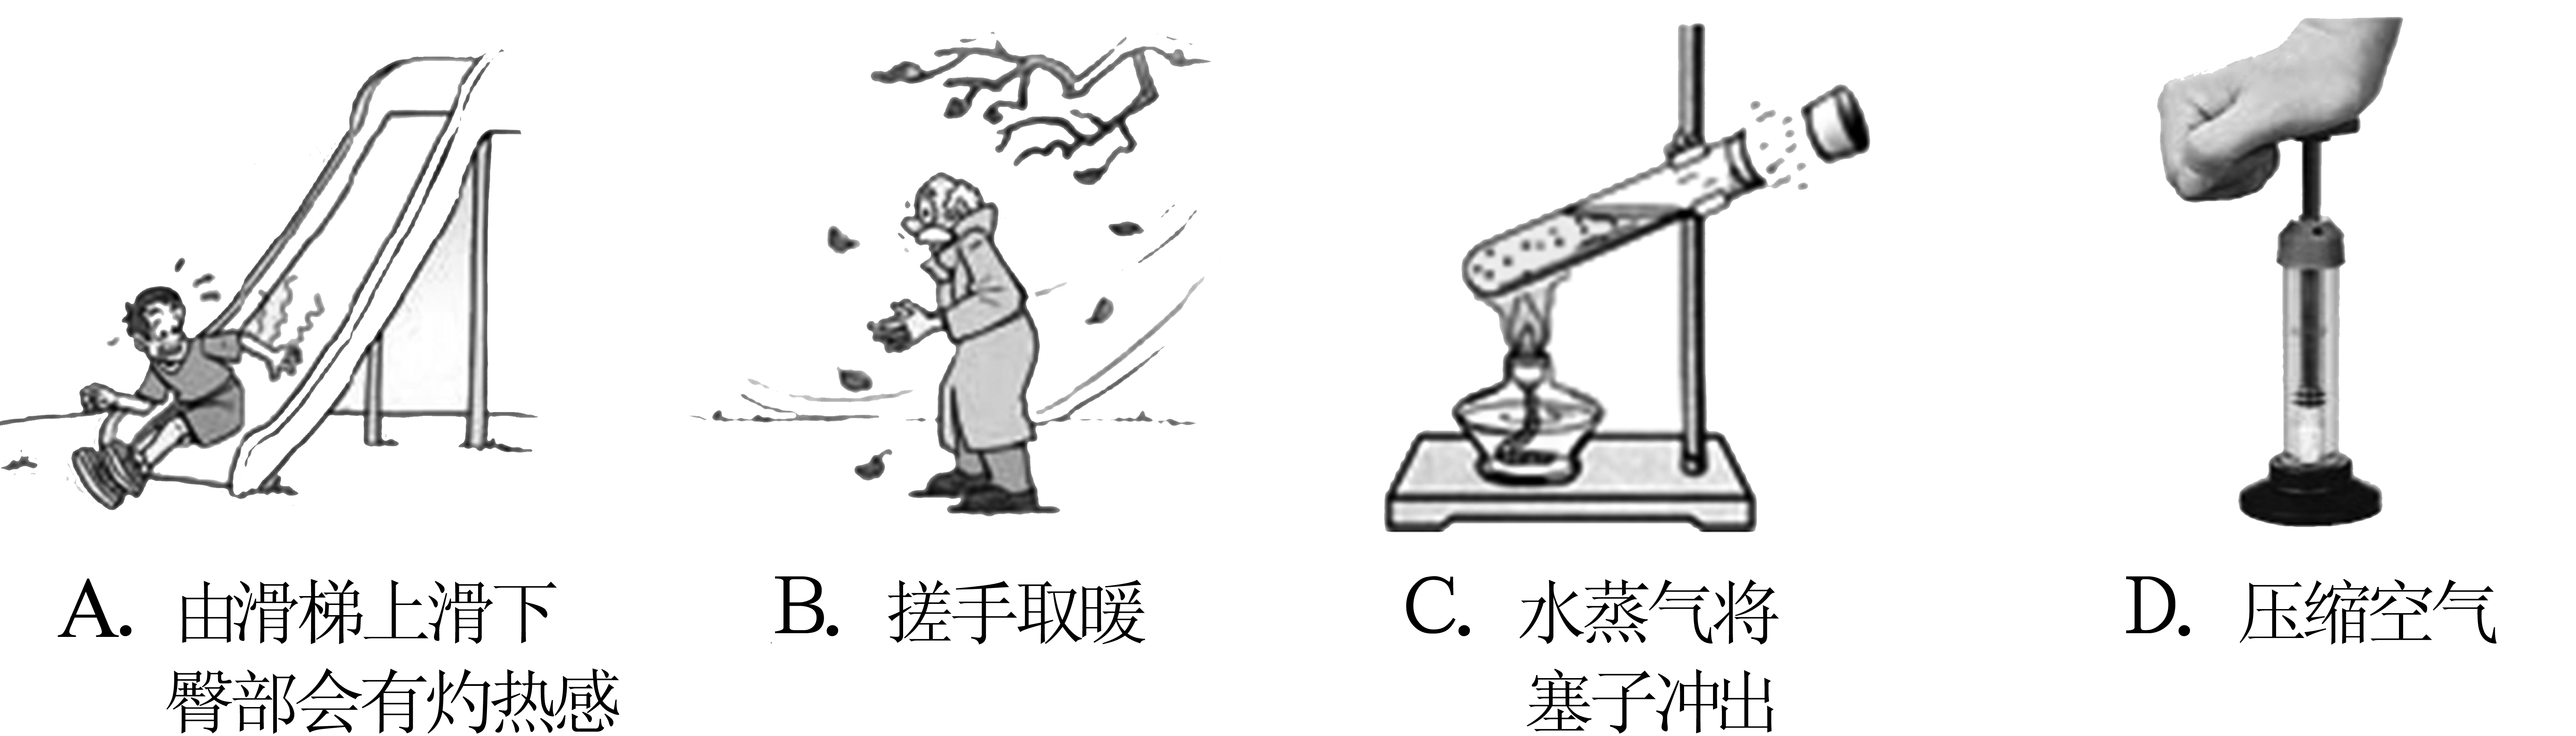 A. 由滑梯上滑下
臀部会有灼热感
B. 搓手取暖
C. 水蒸气将
塞子冲出
D. 压缩空气